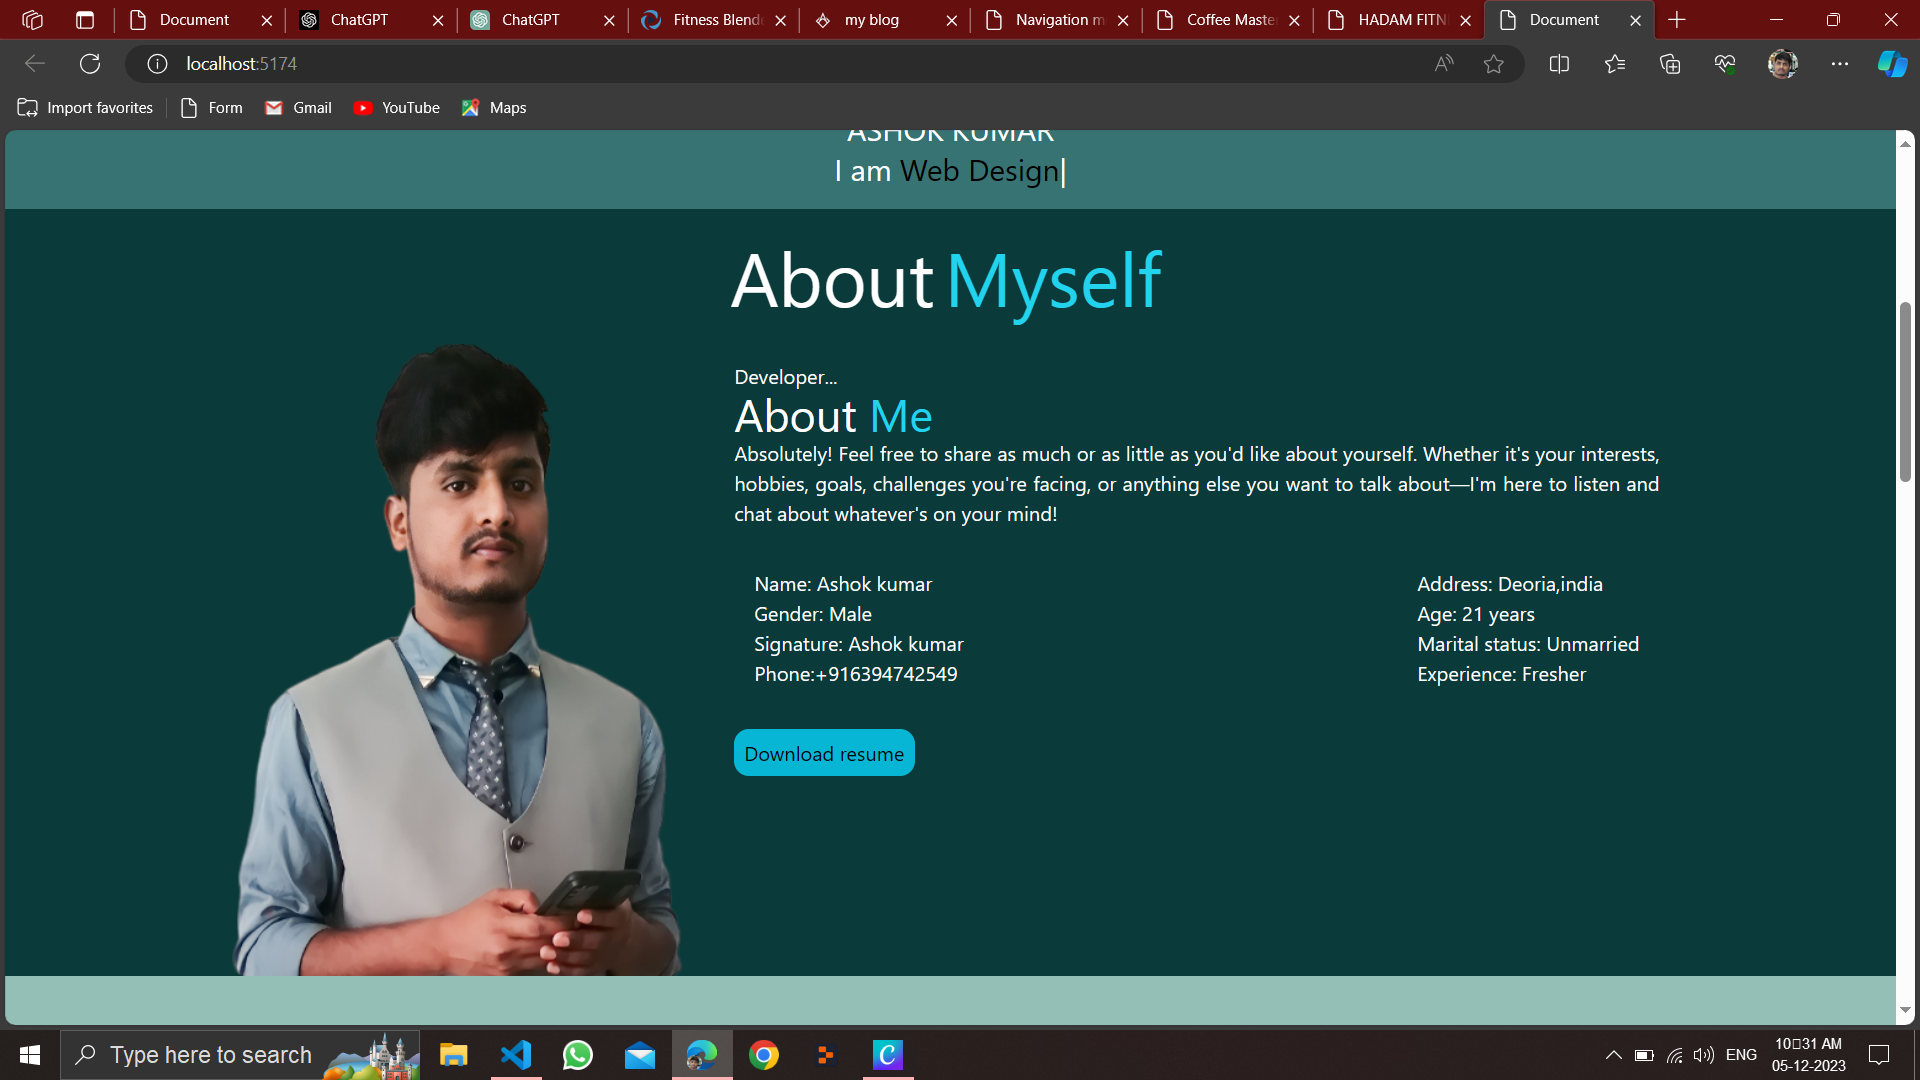 Document
ChatGPT
ChatGPT
Fitness Blend
my blog
Navigation m
Coffee Maste
HADAM FITN
Document
localhost:5174
Import favorites
Form
Gmail
YouTube
Maps
ASHOK KUMAR
I am Web Design|
About Myself
Developer...
About Me
Absolutely! Feel free to share as much or as little as you'd like about yourself. Whether it's your interests,
hobbies, goals, challenges you're facing, or anything else you want to talk about—I'm here to listen and
chat about whatever's on your mind!
Name: Ashok kumar
Gender: Male
Signature: Ashok kumar
Phone:+916394742549
Address: Deoria,india
Age: 21 years
Marital status: Unmarried
Experience: Fresher
Download resume
Type here to search
ENG
10▯31 AM
05-12-2023